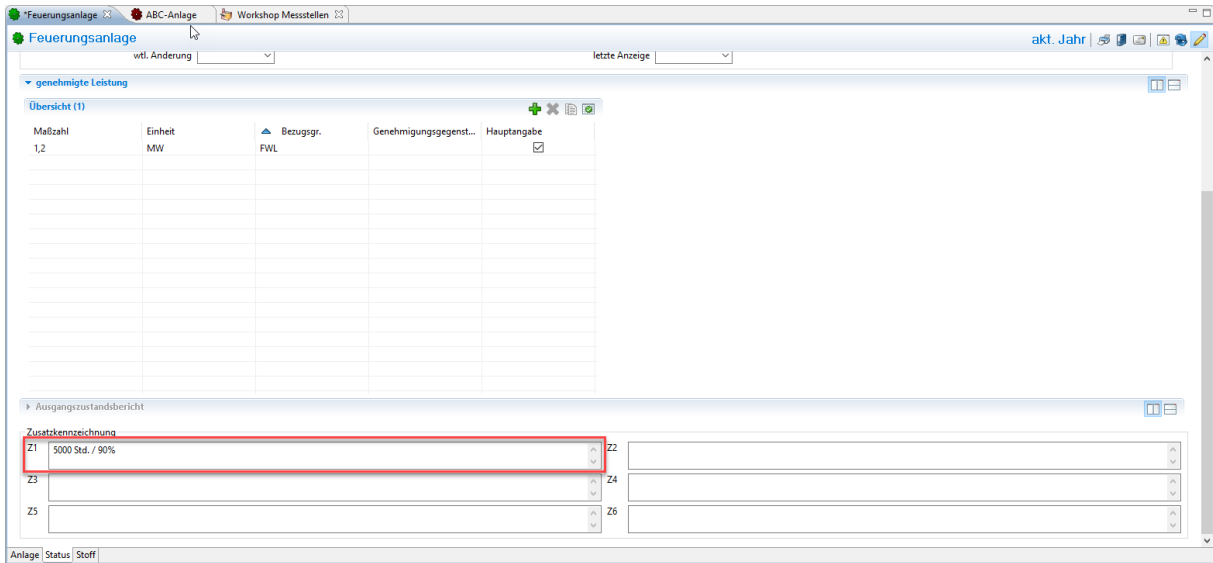 *Feuerungsanlage ABC-Anlage Workshop Messstellen
Feuerungsanlage akt. Jahr
wtl. Änderung letzte Anzeige
genehmigte Leistung
Übersicht (1)
Maßzahl Einheit Bezugsgr. Genehmigungsgegenst... Hauptangabe
1,2 MW FWL
Ausgangszustandsbericht
Zusatzkennzeichnung
Z1 5000 Std. / 90% Z2
Z3 Z4
Z5 Z6
Anlage Status Stoff